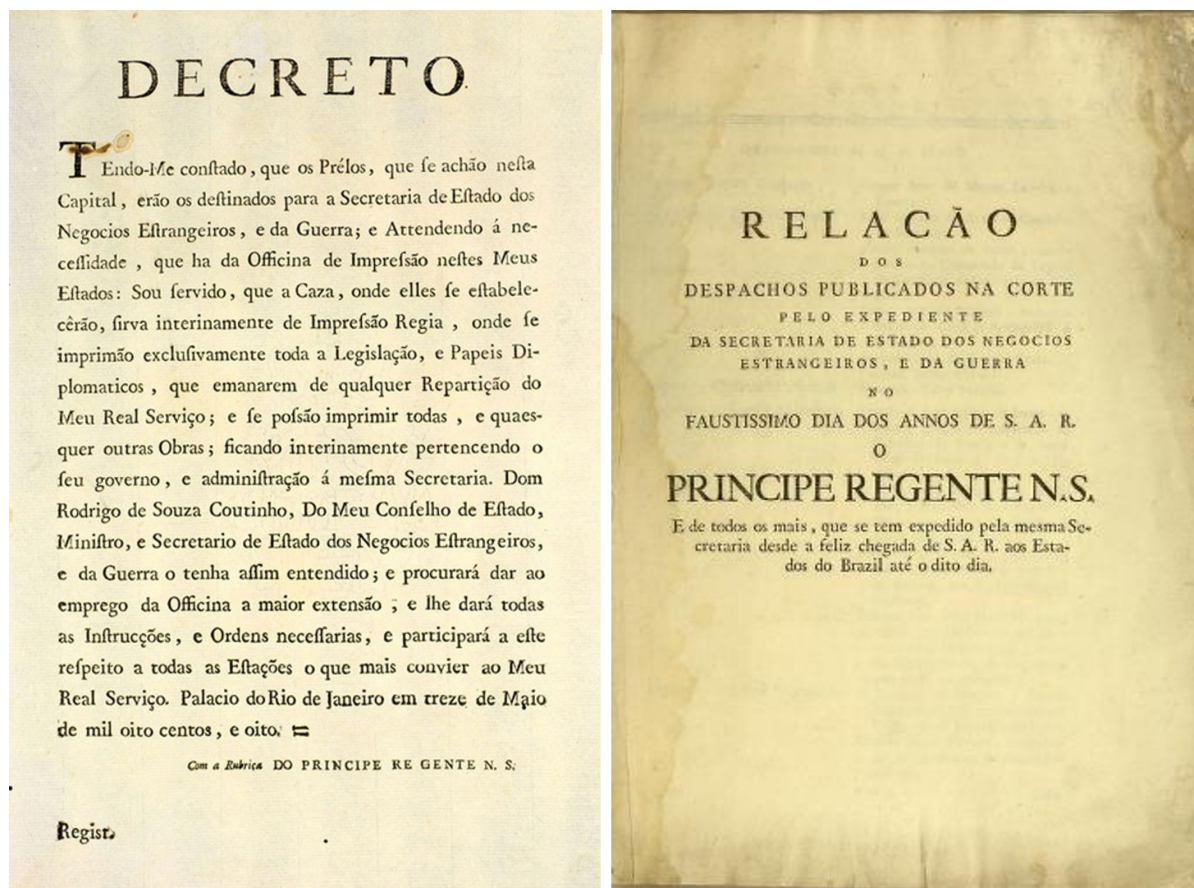 DECRETO.
TEndo-Me conſtado, que os Prélos, que ſe achão neſta
Capital, erão os deſtinados para a Secretaria de Eſtado dos
Negocios Eſtrangeiros, e da Guerra; e Attendendo á ne-
ceſſidade, que ha da Officina de Impreſsão neſtes Meus
Eſtados: Sou ſervido, que a Caza, onde elles ſe eſtabele-
cêrão, ſirva interinamente de Impreſsão Regia, onde ſe
imprimão excluſivamente toda a Legislação, e Papeis Di-
plomaticos, que emanarem de qualquer Repartição do
Meu Real Serviço; e ſe poſsão imprimir todas, e quaes-
quer outras Obras; ficando interinamente pertencendo o
ſeu governo, e adminiſtração á meſma Secretaria. Dom
Rodrigo de Souza Coutinho, Do Meu Conſelho de Eſtado,
Miniſtro, e Secretario de Eſtado dos Negocios Eſtrangeiros,
e da Guerra o tenha aſſim entendido; e procurará dar ao
emprego da Officina a maior extensão; e lhe dará todas
as Inſtrucções, e Ordens neceſſarias, e participará a eſte
reſpeito a todas as Eſtações o que mais convier ao Meu
Real Serviço. Palacio do Rio de Janeiro em treze de Maio
de mil oito centos, e oito. =
Com a Rubrica DO PRINCIPE RE GENTE N. S.
Regist.
RELACÃO
DOS
DESPACHOS PUBLICADOS NA CORTE
PELO EXPEDIENTE
DA SECRETARIA DE ESTADO DOS NEGOCIOS
ESTRANGEIROS, E DA GUERRA
NO
FAUSTISSIMO DIA DOS ANNOS DE S. A. R.
O
PRINCIPE REGENTE N.S.
E de todos os mais, que se tem expedido pela mesma Se-
cretaria desde a feliz chegada de S. A. R. aos Esta-
dos do Brazil até o dito dia.